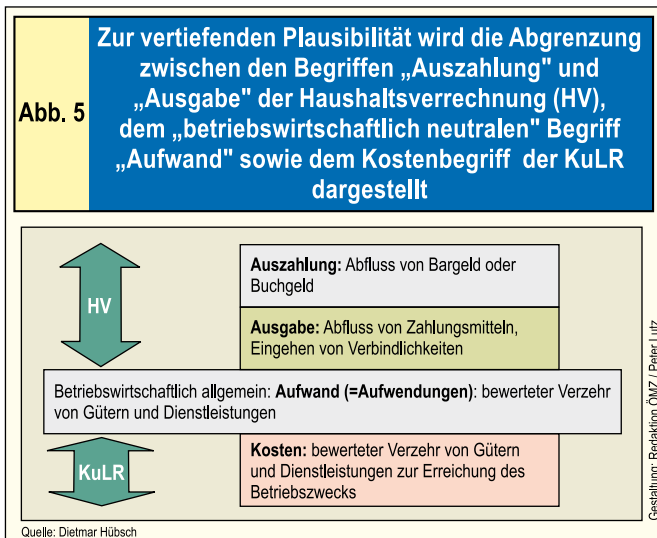 Abb. 5
Zur vertiefenden Plausibilität wird die Abgrenzung
zwischen den Begriffen „Auszahlung" und
„Ausgabe" der Haushaltsverrechnung (HV),
dem „betriebswirtschaftlich neutralen" Begriff
„Aufwand" sowie dem Kostenbegriff der KuLR
dargestellt
HV
Auszahlung: Abfluss von Bargeld oder
Buchgeld
Ausgabe: Abfluss von Zahlungsmitteln,
Eingehen von Verbindlichkeiten
Betriebswirtschaftlich allgemein: Aufwand (=Aufwendungen): bewerteter Verzehr
von Gütern und Dienstleistungen
KuLR
Kosten: bewerteter Verzehr von Gütern
und Dienstleistungen zur Erreichung des
Betriebszwecks
Gestaltung: Redaktion ÖMZ / Peter Lutz
Quelle: Dietmar Hübsch